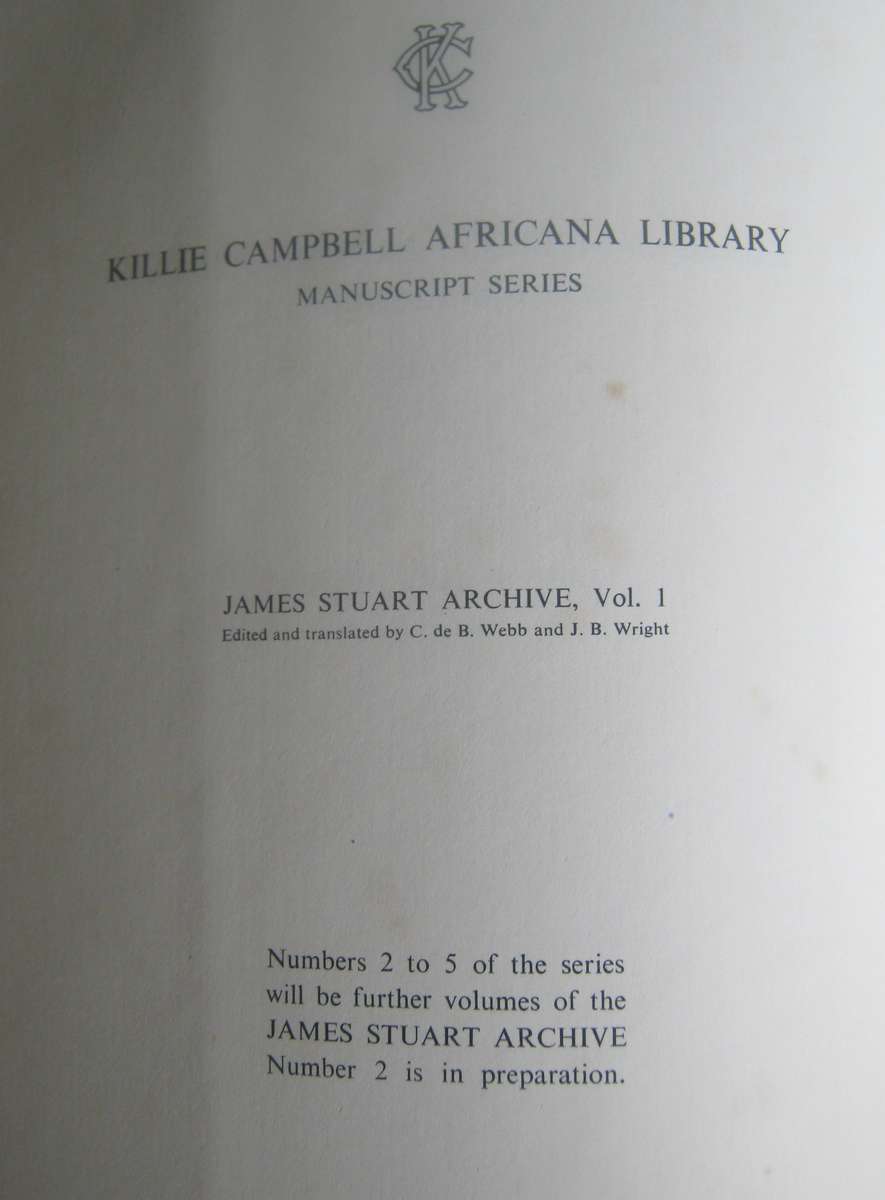 KC
KILLIE CAMPBELL AFRICANA LIBRARY
MANUSCRIPT SERIES
JAMES STUART ARCHIVE, Vol. 1
Edited and translated by C. de B. Webb and J. B. Wright
Numbers 2 to 5 of the series
will be further volumes of the
JAMES STUART ARCHIVE
Number 2 is in preparation.